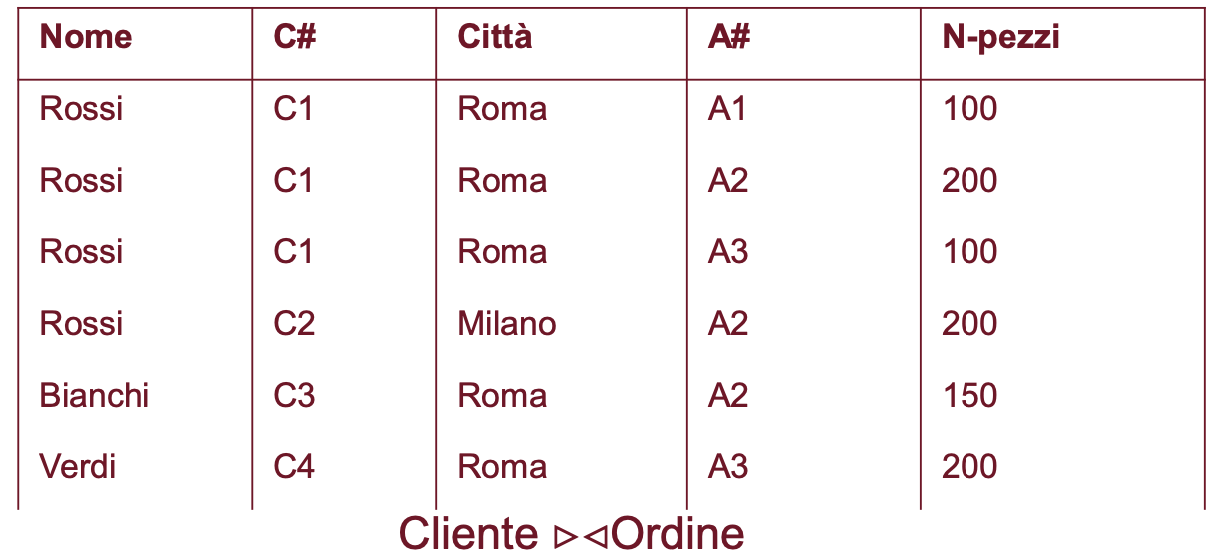 Nome C# Città A# N-pezzi
Rossi C1 Roma A1 100
Rossi C1 Roma A2 200
Rossi C1 Roma A3 100
Rossi C2 Milano A2 200
Bianchi C3 Roma A2 150
Verdi C4 Roma A3 200
Cliente ▷◁Ordine